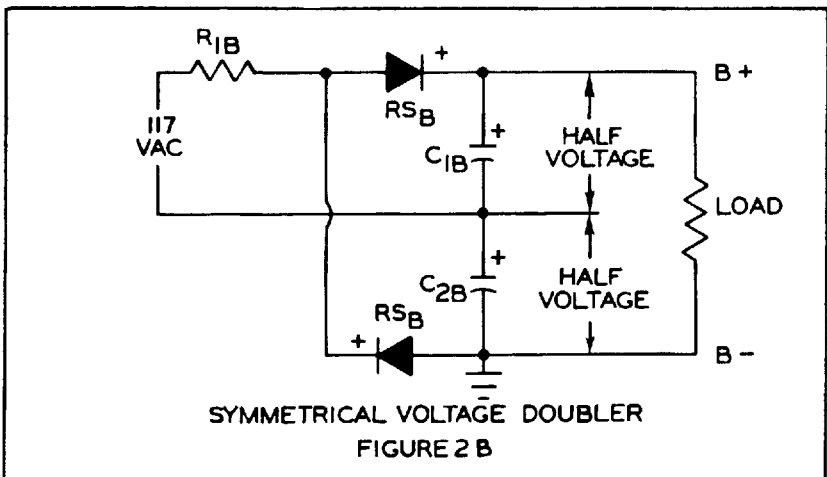 R1B
+
B+
RSB
117
VAC
+
C1B
HALF
VOLTAGE
LOAD
+
C2B
HALF
VOLTAGE
RSB
+
B-
SYMMETRICAL VOLTAGE DOUBLER
FIGURE 2 B